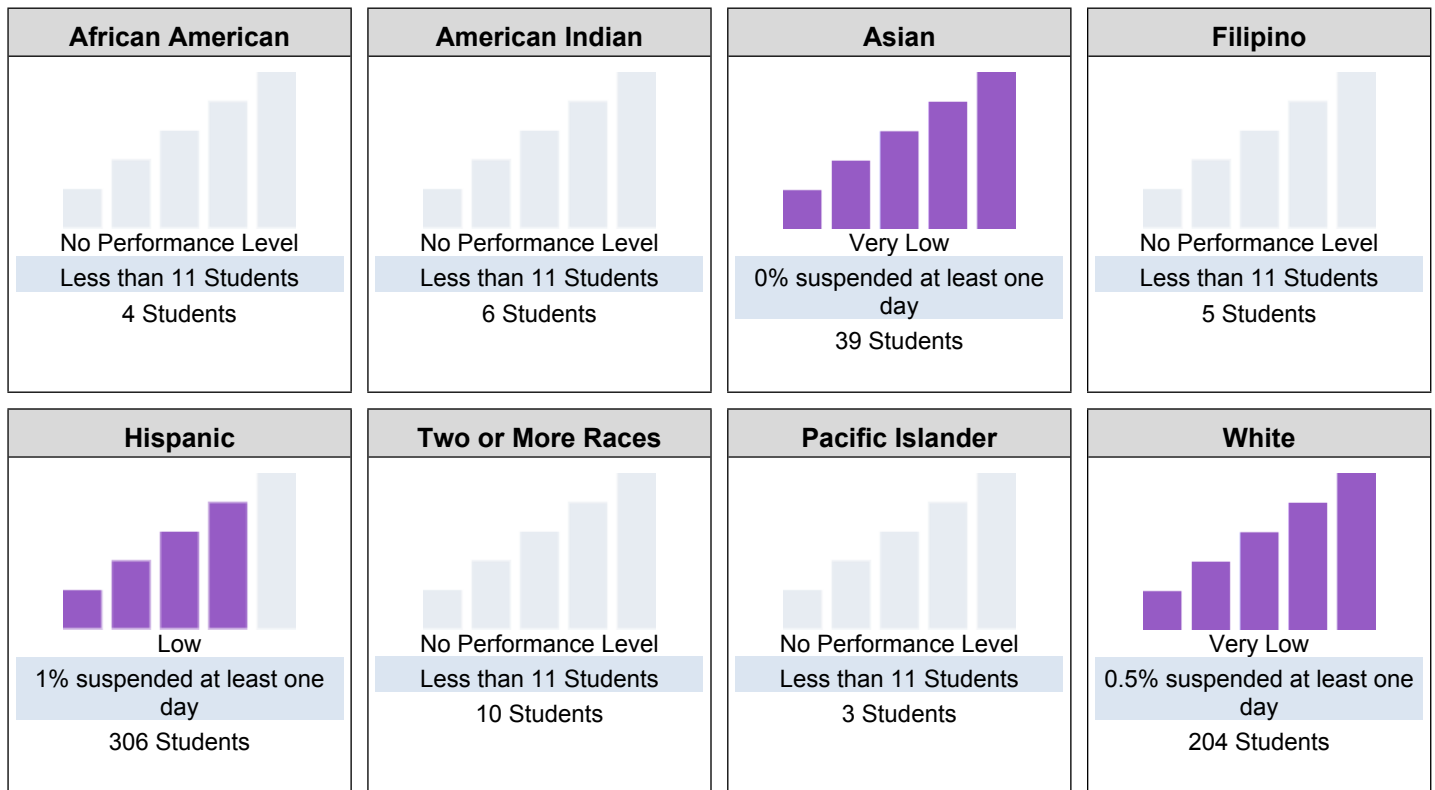 African American
No Performance Level
Less than 11 Students
4 Students
American Indian
No Performance Level
Less than 11 Students
6 Students
Asian
Very Low
0% suspended at least one
day
39 Students
Filipino
No Performance Level
Less than 11 Students
5 Students
Hispanic
Low
1% suspended at least one
day
306 Students
Two or More Races
No Performance Level
Less than 11 Students
10 Students
Pacific Islander
No Performance Level
Less than 11 Students
3 Students
White
Very Low
0.5% suspended at least one
day
204 Students